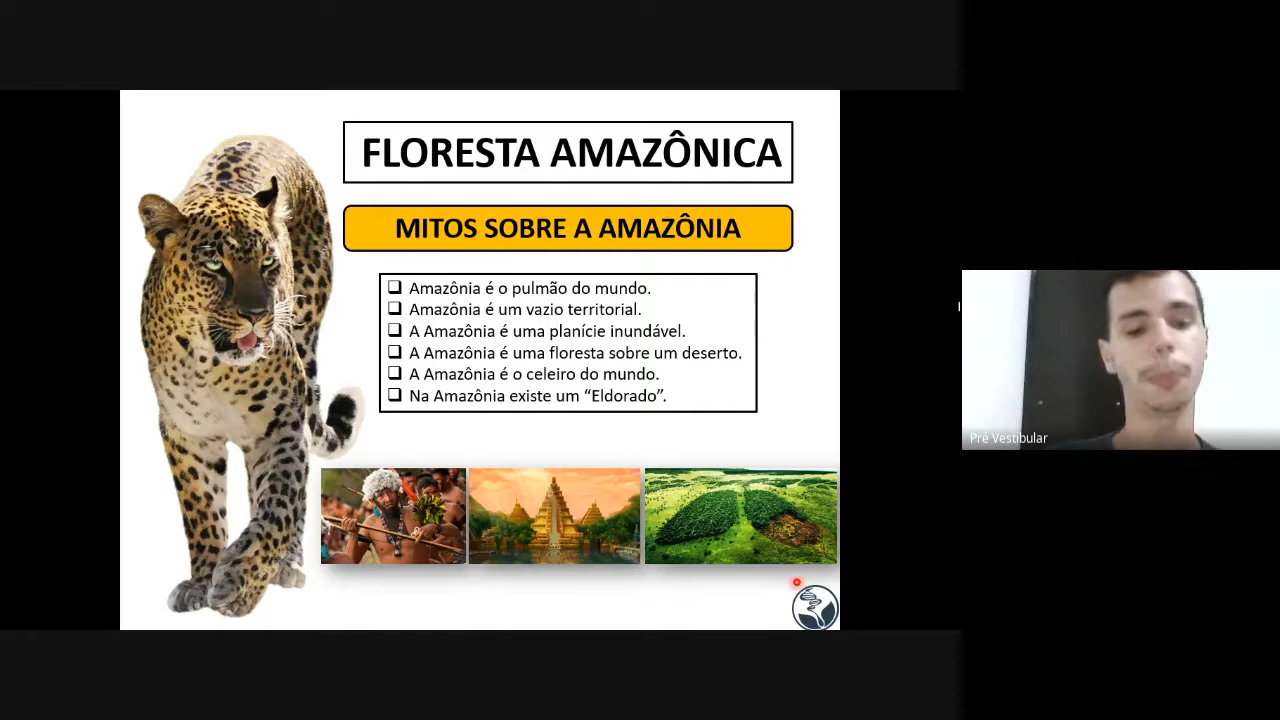 FLORESTA AMAZÔNICA
MITOS SOBRE A AMAZÔNIA
Amazônia é o pulmão do mundo.
Amazônia é um vazio territorial.
A Amazônia é uma planície inundável.
A Amazônia é uma floresta sobre um deserto.
A Amazônia é o celeiro do mundo.
Na Amazônia existe um “Eldorado”.
Pré Vestibular